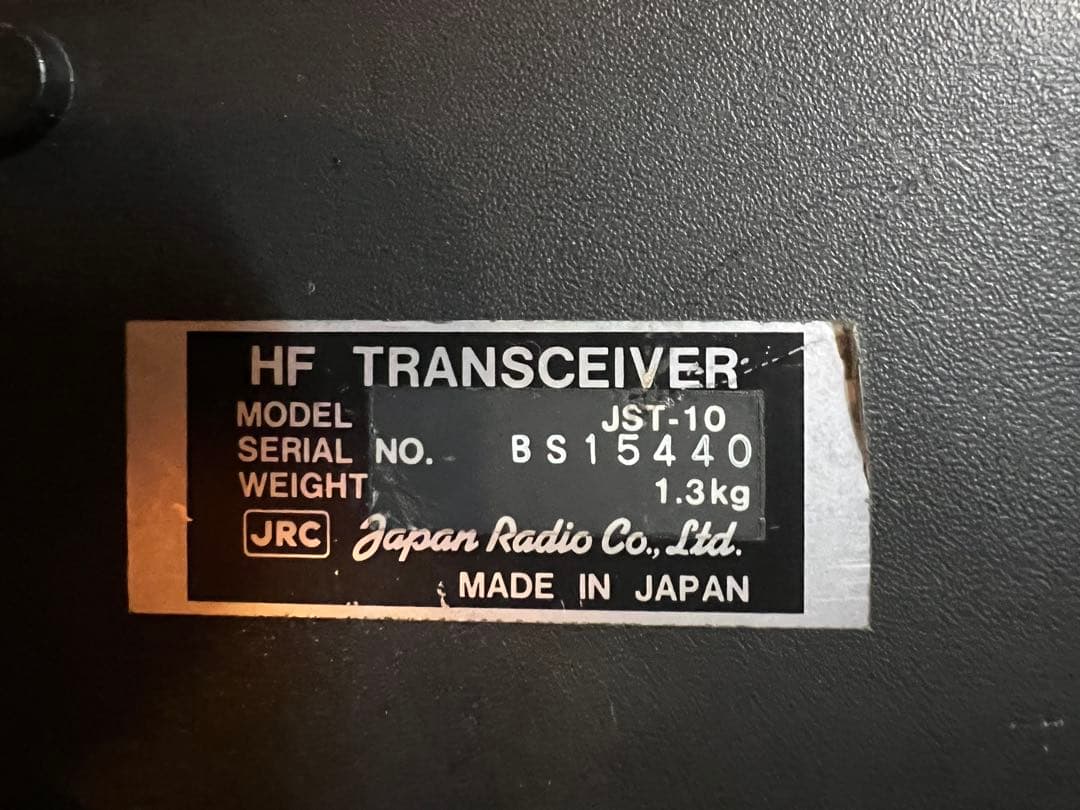 HF TRANSCEIVER
MODEL JST-10
SERIAL NO. BS15440
WEIGHT 1.3kg
JRC Japan Radio Co., Ltd.
MADE IN JAPAN